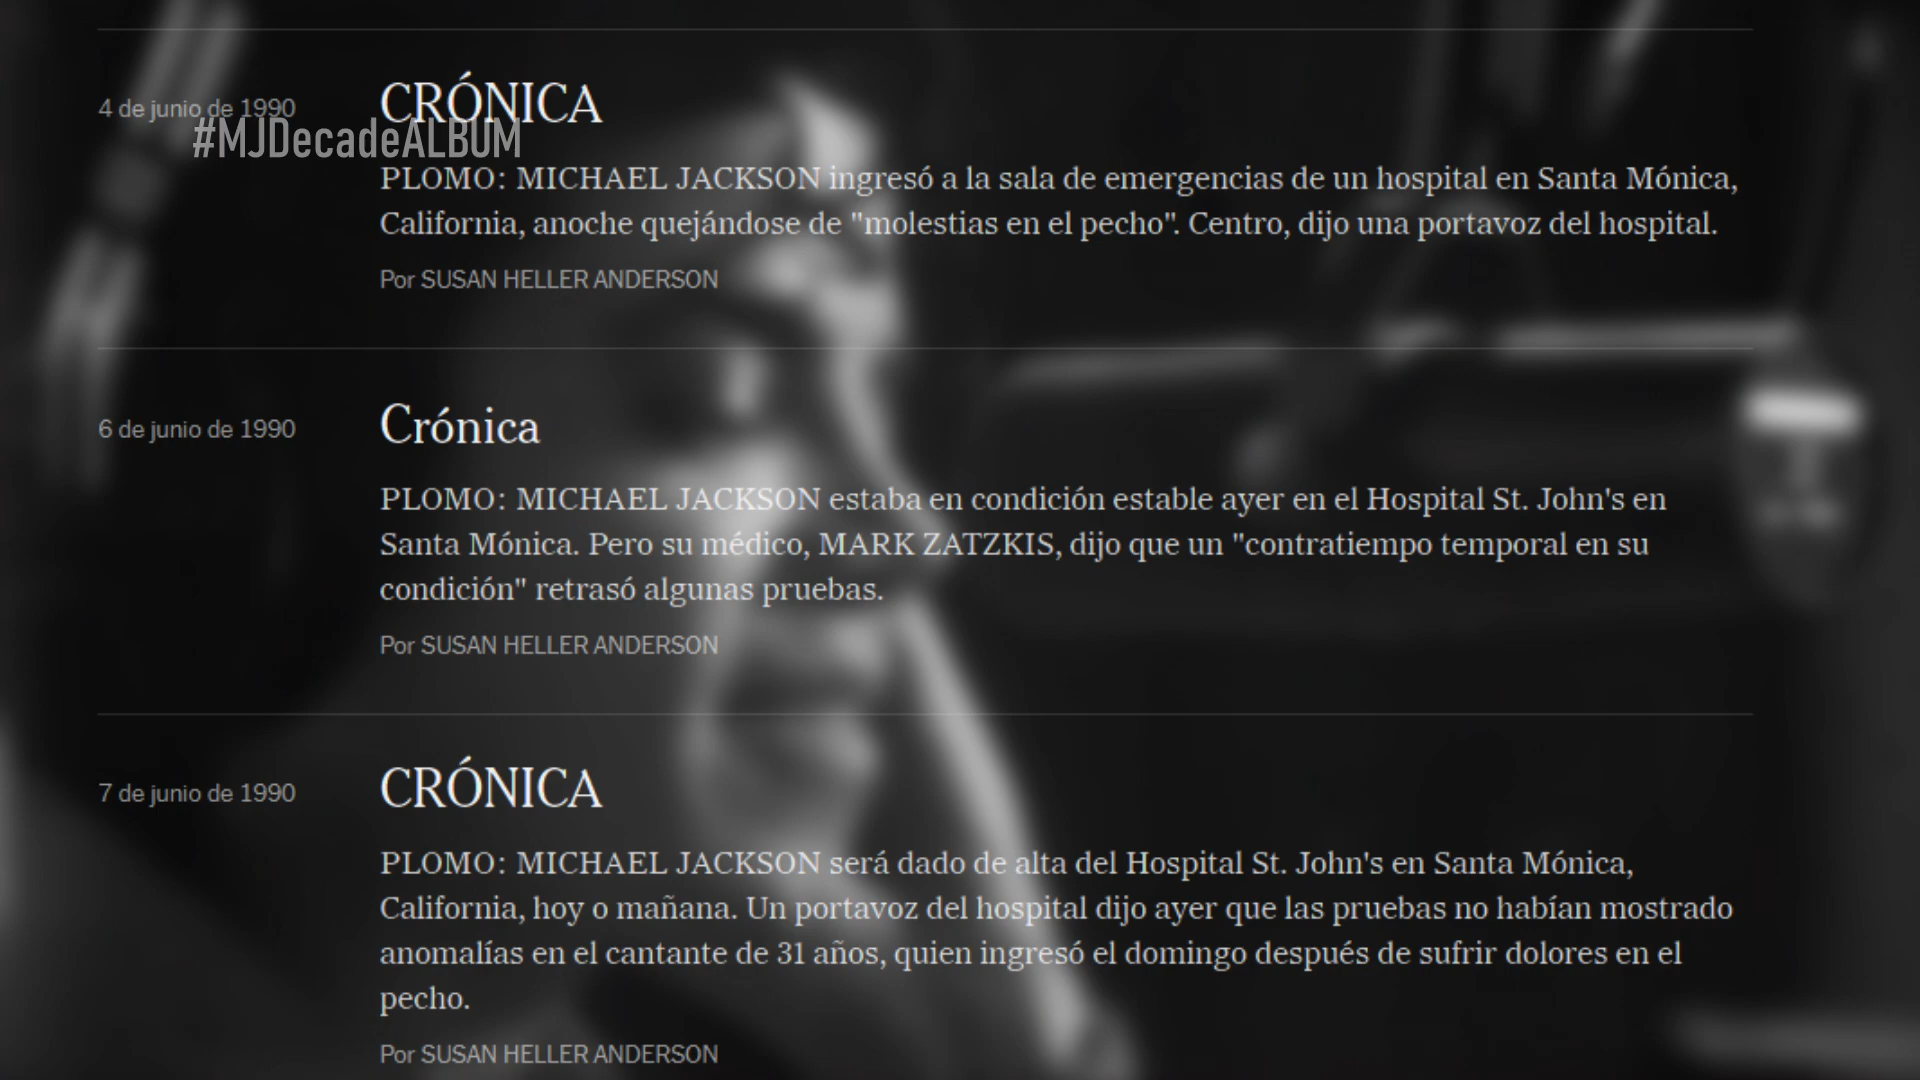 4 de junio de 1990
CRÓNICA
#MJDecadeALBUM
PLOMO: MICHAEL JACKSON ingresó a la sala de emergencias de un hospital en Santa Mónica,
California, anoche quejándose de "molestias en el pecho". Centro, dijo una portavoz del hospital.
Por SUSAN HELLER ANDERSON
6 de junio de 1990
Crónica
PLOMO: MICHAEL JACKSON estaba en condición estable ayer en el Hospital St. John's en
Santa Mónica. Pero su médico, MARK ZATZKIS, dijo que un "contratiempo temporal en su
condición" retrasó algunas pruebas.
Por SUSAN HELLER ANDERSON
7 de junio de 1990
CRÓNICA
PLOMO: MICHAEL JACKSON será dado de alta del Hospital St. John's en Santa Mónica,
California, hoy o mañana. Un portavoz del hospital dijo ayer que las pruebas no habían mostrado
anomalías en el cantante de 31 años, quien ingresó el domingo después de sufrir dolores en el
pecho.
Por SUSAN HELLER ANDERSON